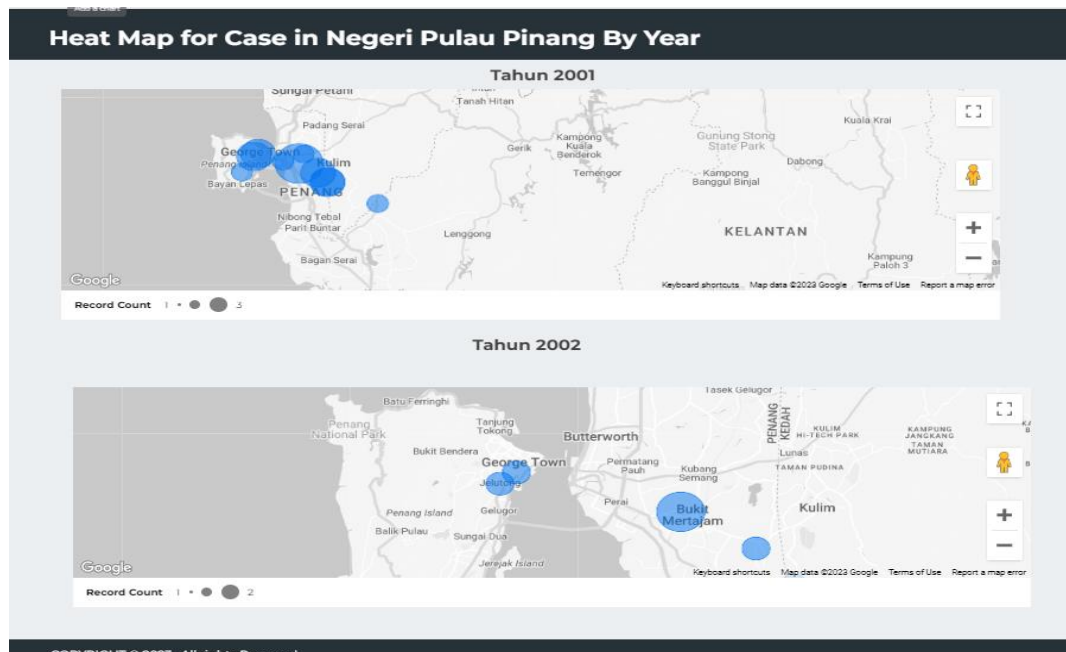 Add a chart
Heat Map for Case in Negeri Pulau Pinang By Year
Tahun 2001
Sungai Petani
Tanah Hitan
Padang Serai
Kuala Krai
Kampong
Kuala
Benderok
Gunung Stong
State Park
George Town
Gerik
Penang Island
Kulim
Dabong
Temengor
Kampong
Banggul Binjal
Bayan Lepas
PENANG
Nibong Tebal
Parit Buntar
Lenggong
KELANTAN
Bagan Serai
Kampung
Paloh 3
Google
Keyboard shortcuts Map data ©2023 Google Terms of Use Report a map error
Record Count 1 3
Tahun 2002
Tasek Gelugor
Batu Ferringhi
PENANG
KEDAH
Penang
National Park
Tanjung
Tokong
Butterworth
KULIM
HI-TECH PARK
KAMPUNG
JANGKANG
TAMAN
MUTIARA
Bukit Bendera
Lunas
George Town
Permatang
Pauh
Kubang
Semang
TAMAN PUDINA
Jelutong
Perai
Bukit
Mertajam
Kulim
Penang Island
Gelugor
Balik Pulau
Sungai Dua
Jerejak Island
Google
Keyboard shortcuts Map data ©2023 Google Terms of Use Report a map error
Record Count 1 2